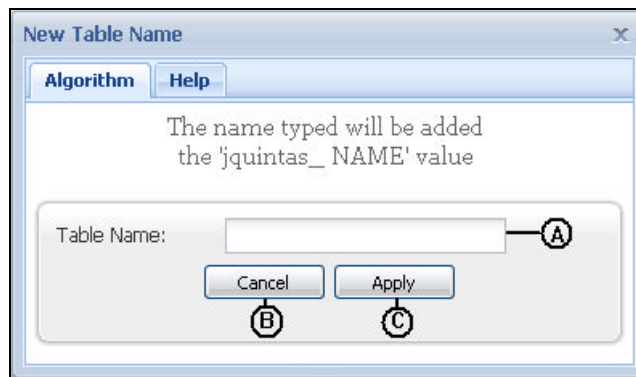 New Table Name x
Algorithm Help
The name typed will be added
the 'jquintas_ NAME' value
Table Name: A
Cancel Apply
B C